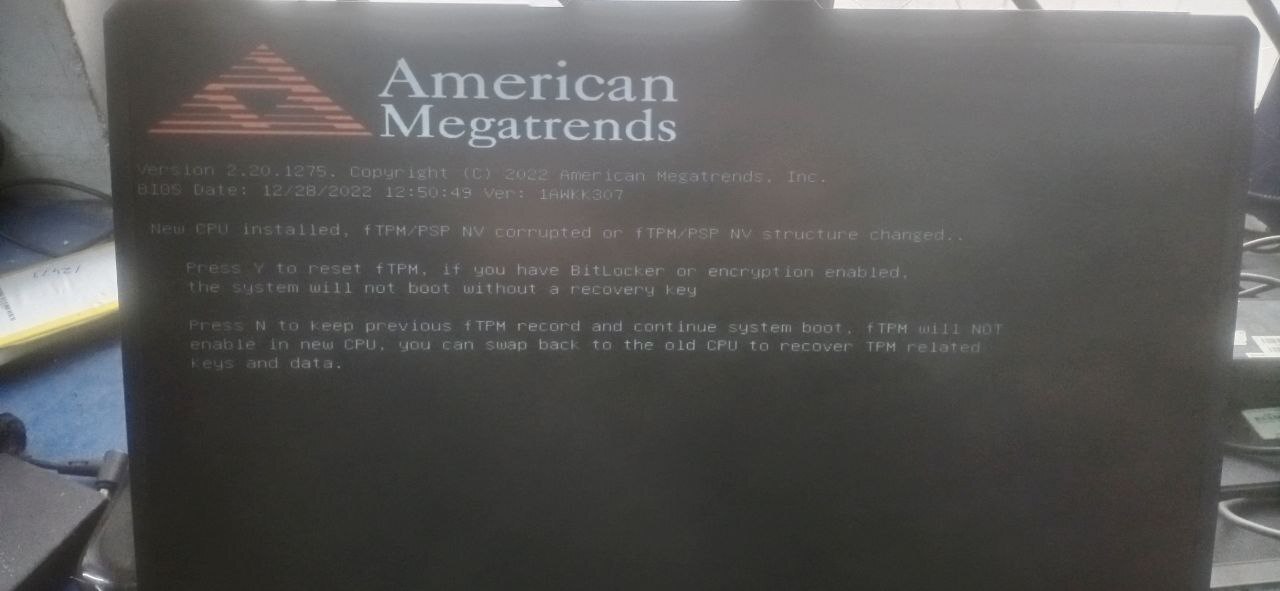 American
Megatrends
Version 2.20.1275. Copyright (C) 2022 American Megatrends, Inc.
BIOS Date: 12/28/2022 12:50:49 Ver: 1AWKK307
New CPU installed, fTPM/PSP NV corrupted or fTPM/PSP NV structure changed..
Press Y to reset fTPM, if you have BitLocker or encryption enabled,
the system will not boot without a recovery key
Press N to keep previous fTPM record and continue system boot, fTPM will NOT
enable in new CPU, you can swap back to the old CPU to recover TPM related
keys and data.